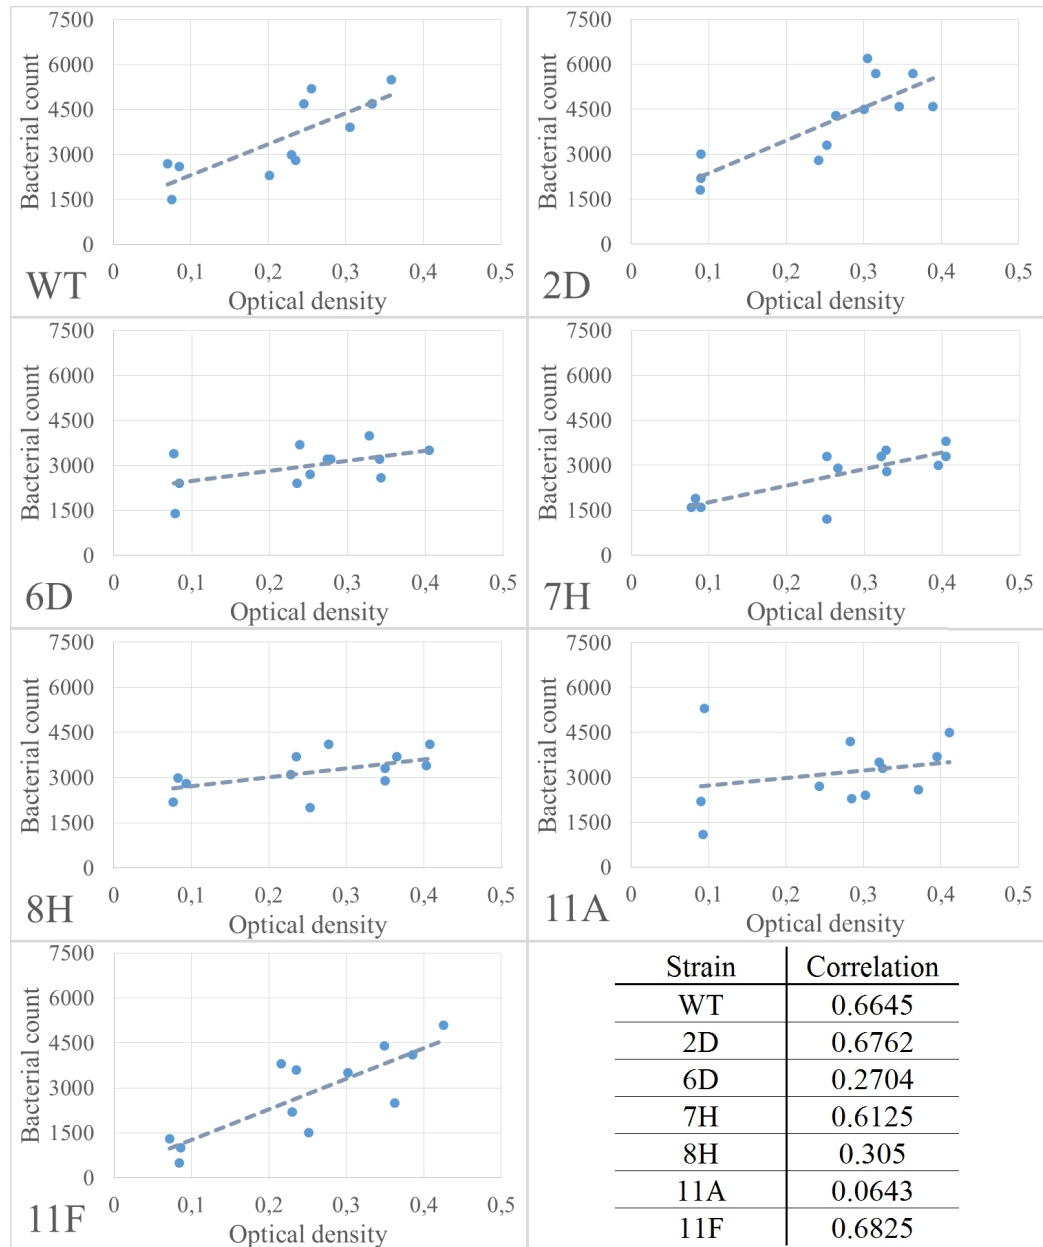 7500
6000
4500
3000
1500
0
Bacterial count
0 0,1 0,2 0,3 0,4 0,5
Optical density
WT
7500
6000
4500
3000
1500
0
Bacterial count
0 0,1 0,2 0,3 0,4 0,5
Optical density
2D
7500
6000
4500
3000
1500
0
Bacterial count
0 0,1 0,2 0,3 0,4 0,5
Optical density
6D
7500
6000
4500
3000
1500
0
Bacterial count
0 0,1 0,2 0,3 0,4 0,5
Optical density
7H
7500
6000
4500
3000
1500
0
Bacterial count
0 0,1 0,2 0,3 0,4 0,5
Optical density
8H
7500
6000
4500
3000
1500
0
Bacterial count
0 0,1 0,2 0,3 0,4 0,5
Optical density
11A
7500
6000
4500
3000
1500
0
Bacterial count
0 0,1 0,2 0,3 0,4 0,5
Optical density
11F
Strain Correlation
WT 0.6645
2D 0.6762
6D 0.2704
7H 0.6125
8H 0.305
11A 0.0643
11F 0.6825